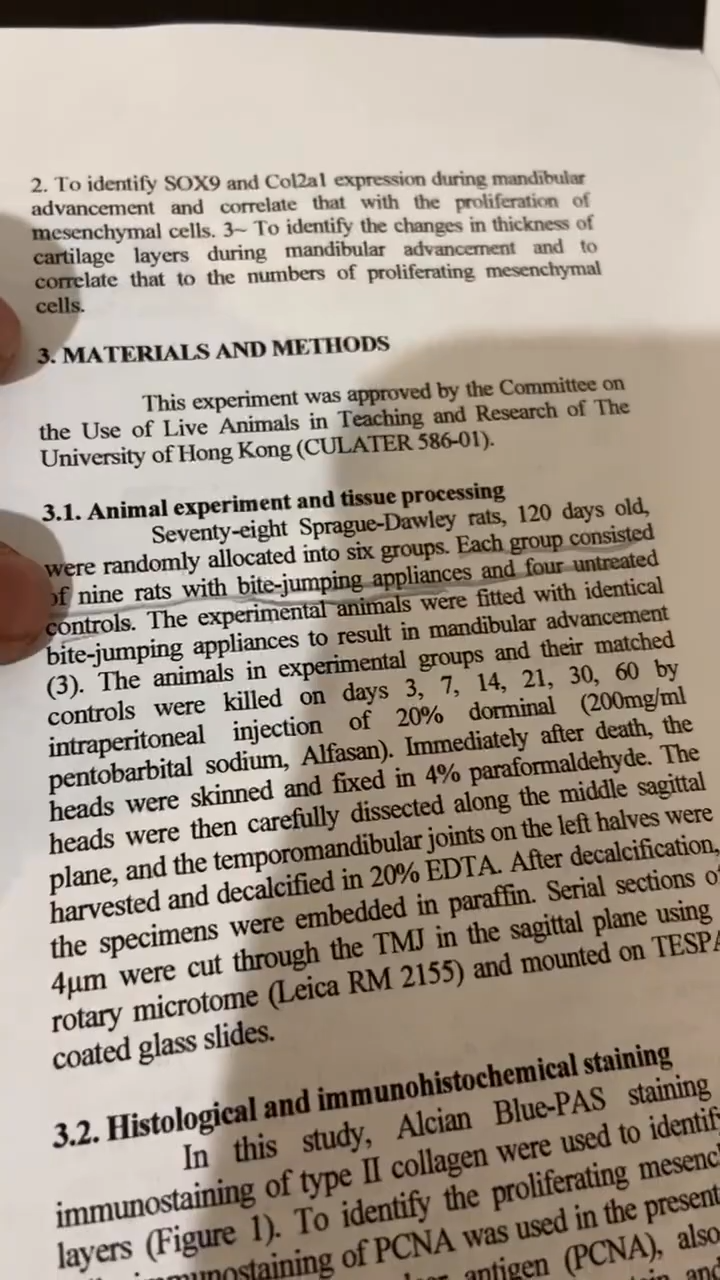 2. To identify SOX9 and Col2a1 expression during mandibular
advancement and correlate that with the proliferation of
mesenchymal cells. 3~ To identify the changes in thickness of
cartilage layers during mandibular advancement and to
correlate that to the numbers of proliferating mesenchymal
cells.
3. MATERIALS AND METHODS
This experiment was approved by the Committee on
the Use of Live Animals in Teaching and Research of The
University of Hong Kong (CULATER 586-01).
3.1. Animal experiment and tissue processing
Seventy-eight Sprague-Dawley rats, 120 days old,
were randomly allocated into six groups. Each group consisted
of nine rats with bite-jumping appliances and four untreated
controls. The experimental animals were fitted with identical
bite-jumping appliances to result in mandibular advancement
(3). The animals in experimental groups and their matched
controls were killed on days 3, 7, 14, 21, 30, 60 by
intraperitoneal injection of 20% dorminal (200mg/ml
pentobarbital sodium, Alfasan). Immediately after death, the
heads were skinned and fixed in 4% paraformaldehyde. The
heads were then carefully dissected along the middle sagittal
plane, and the temporomandibular joints on the left halves were
harvested and decalcified in 20% EDTA. After decalcification,
the specimens were embedded in paraffin. Serial sections of
4μm were cut through the TMJ in the sagittal plane using
rotary microtome (Leica RM 2155) and mounted on TESPA
coated glass slides.
3.2. Histological and immunohistochemical staining
In this study, Alcian Blue-PAS staining
immunostaining of type II collagen were used to identif
layers (Figure 1). To identify the proliferating mesenc
immunostaining of PCNA was used in the present
antigen (PCNA), also
and